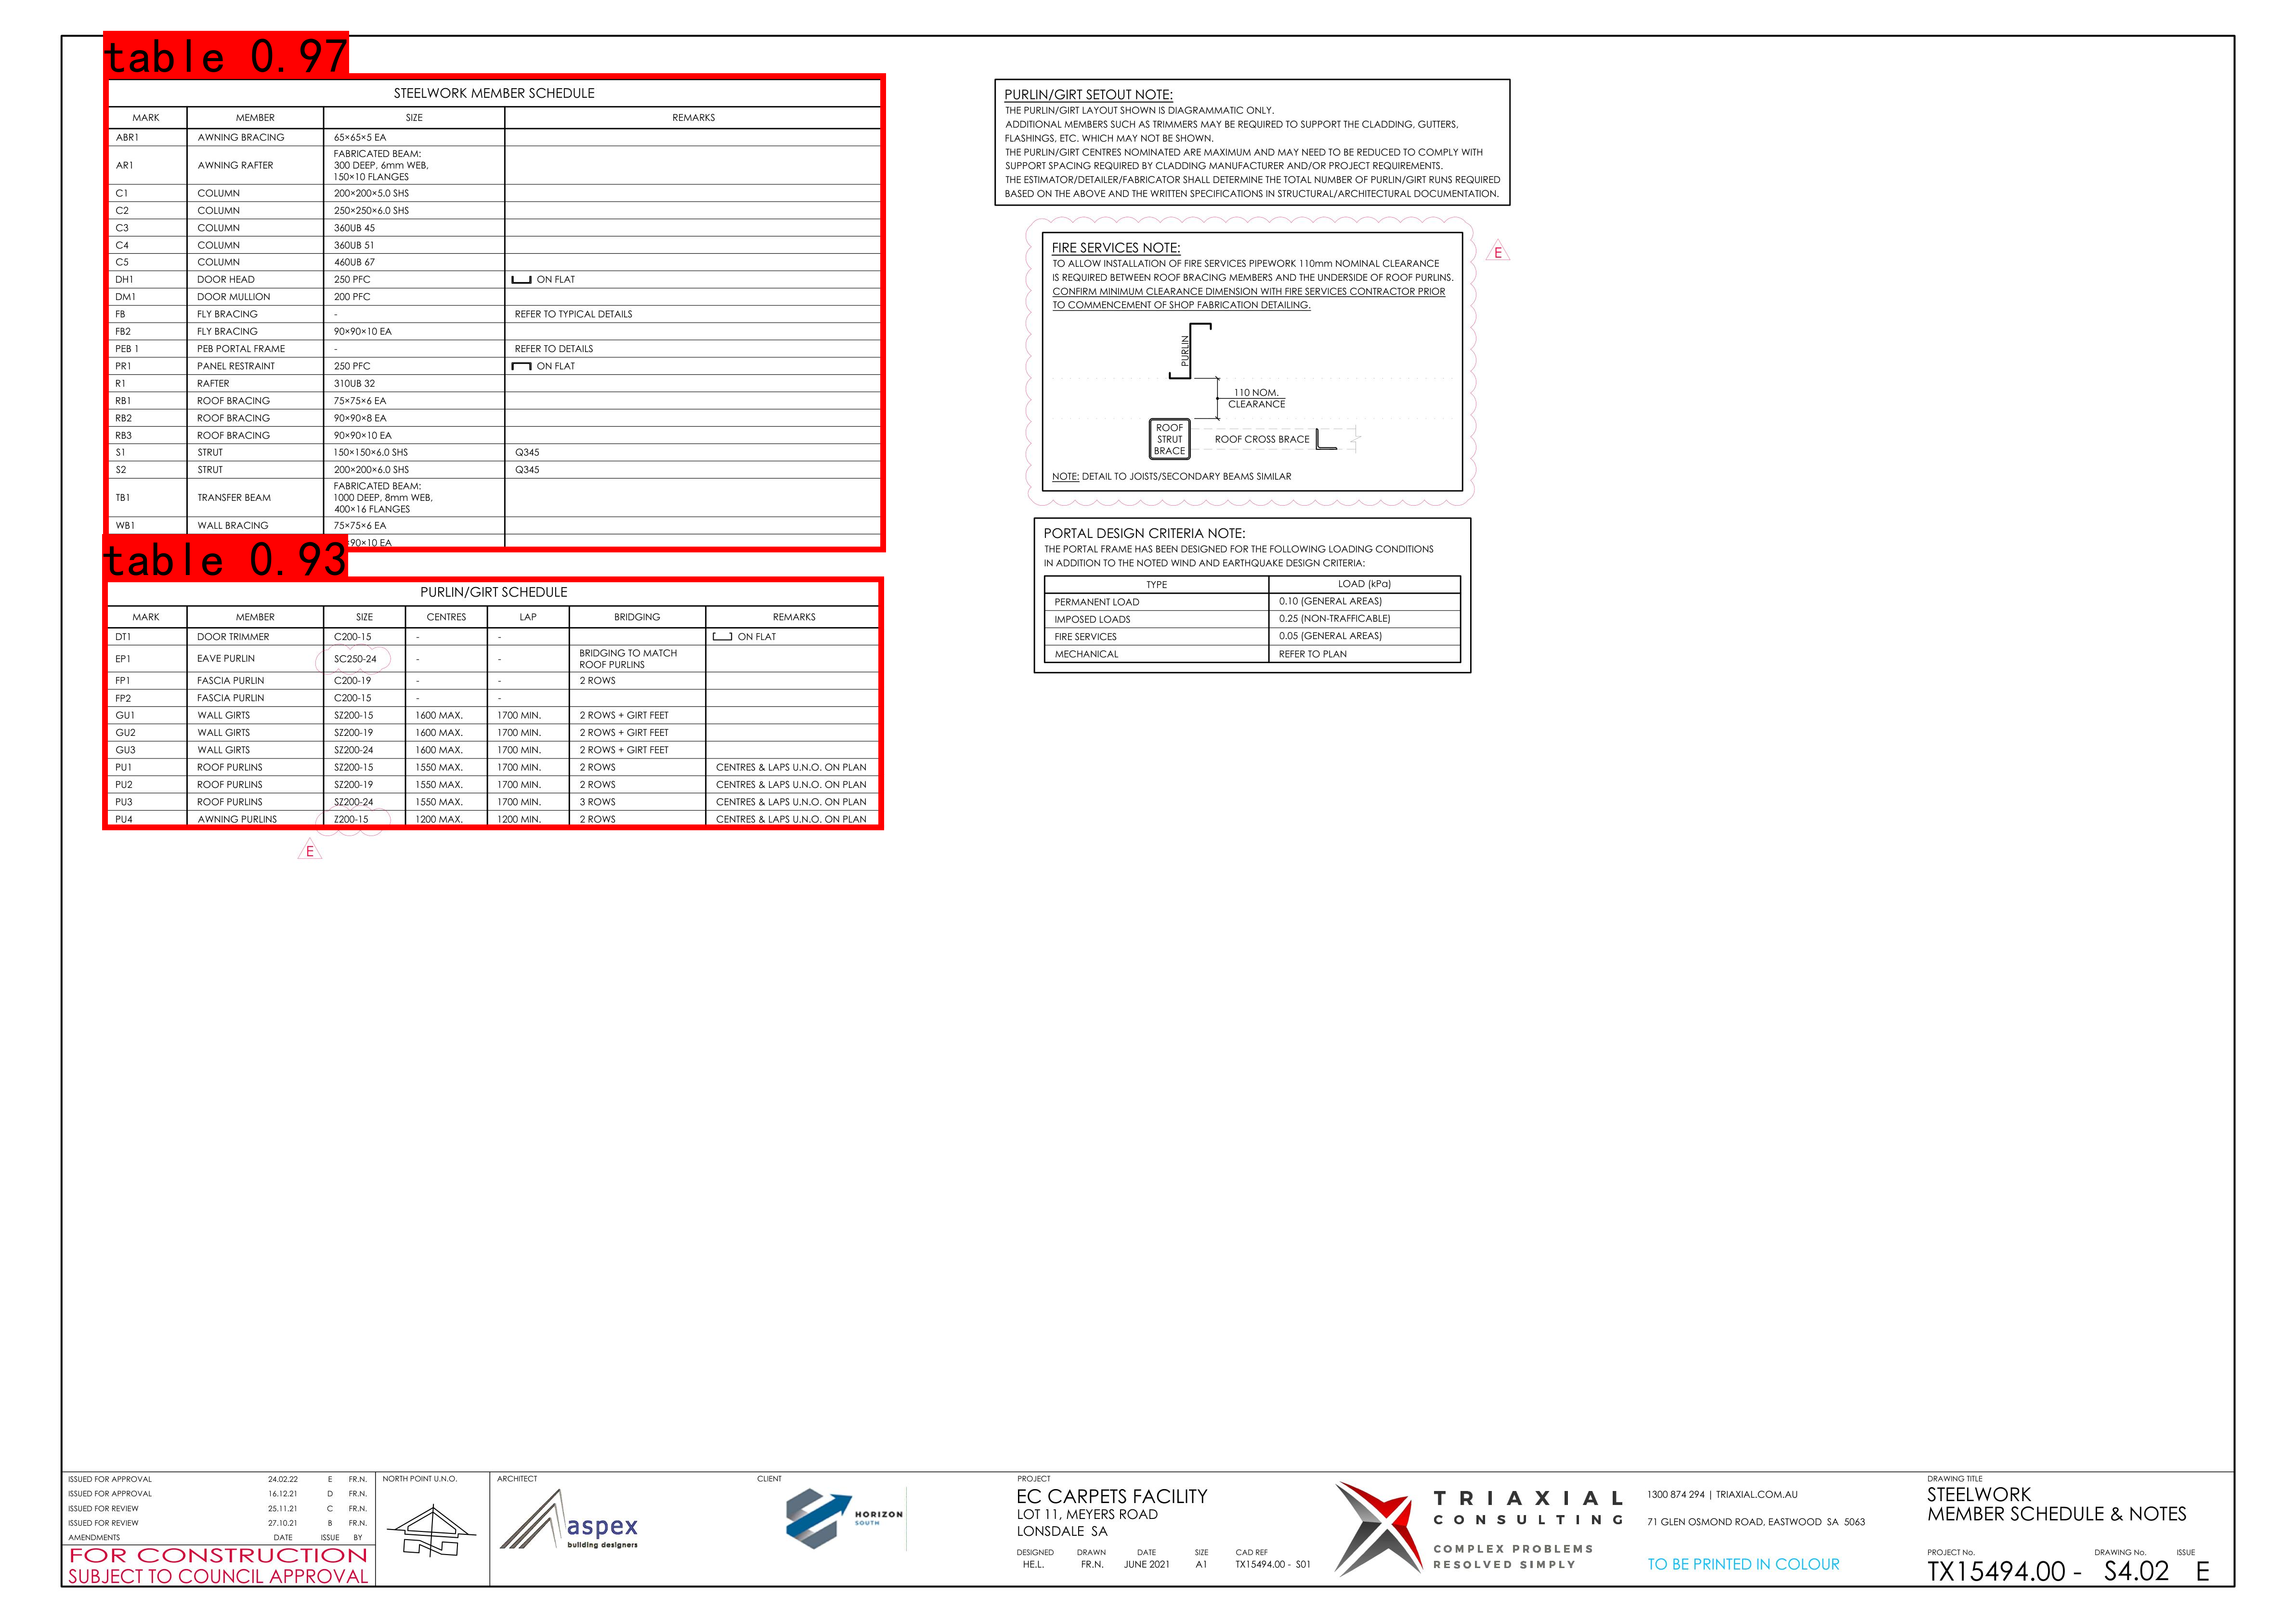 table 0.97
STEELWORK MEMBER SCHEDULE
MARK MEMBER SIZE REMARKS
ABR1 AWNING BRACING 65×65×5 EA
AR1 AWNING RAFTER FABRICATED BEAM:
300 DEEP, 6mm WEB,
150×10 FLANGES
C1 COLUMN 200×200×5.0 SHS
C2 COLUMN 250×250×6.0 SHS
C3 COLUMN 360UB 45
C4 COLUMN 360UB 51
C5 COLUMN 460UB 67
DH1 DOOR HEAD 250 PFC ON FLAT
DM1 DOOR MULLION 200 PFC
FB FLY BRACING - REFER TO TYPICAL DETAILS
FB2 FLY BRACING 90×90×10 EA
PEB 1 PEB PORTAL FRAME - REFER TO DETAILS
PR1 PANEL RESTRAINT 250 PFC ON FLAT
R1 RAFTER 310UB 32
RB1 ROOF BRACING 75×75×6 EA
RB2 ROOF BRACING 90×90×8 EA
RB3 ROOF BRACING 90×90×10 EA
S1 STRUT 150×150×6.0 SHS Q345
S2 STRUT 200×200×6.0 SHS Q345
TB1 TRANSFER BEAM FABRICATED BEAM:
1000 DEEP, 8mm WEB,
400×16 FLANGES
WB1 WALL BRACING 75×75×6 EA
×90×10 EA
table 0.93
PURLIN/GIRT SCHEDULE
MARK MEMBER SIZE CENTRES LAP BRIDGING REMARKS
DT1 DOOR TRIMMER C200-15 - - ON FLAT
EP1 EAVE PURLIN SC250-24 - - BRIDGING TO MATCH
ROOF PURLINS
FP1 FASCIA PURLIN C200-19 - - 2 ROWS
FP2 FASCIA PURLIN C200-15 - -
GU1 WALL GIRTS SZ200-15 1600 MAX. 1700 MIN. 2 ROWS + GIRT FEET
GU2 WALL GIRTS SZ200-19 1600 MAX. 1700 MIN. 2 ROWS + GIRT FEET
GU3 WALL GIRTS SZ200-24 1600 MAX. 1700 MIN. 2 ROWS + GIRT FEET
PU1 ROOF PURLINS SZ200-15 1550 MAX. 1700 MIN. 2 ROWS CENTRES & LAPS U.N.O. ON PLAN
PU2 ROOF PURLINS SZ200-19 1550 MAX. 1700 MIN. 2 ROWS CENTRES & LAPS U.N.O. ON PLAN
PU3 ROOF PURLINS SZ200-24 1550 MAX. 1700 MIN. 3 ROWS CENTRES & LAPS U.N.O. ON PLAN
PU4 AWNING PURLINS Z200-15 1200 MAX. 1200 MIN. 2 ROWS CENTRES & LAPS U.N.O. ON PLAN
E
PURLIN/GIRT SETOUT NOTE:
THE PURLIN/GIRT LAYOUT SHOWN IS DIAGRAMMATIC ONLY.
ADDITIONAL MEMBERS SUCH AS TRIMMERS MAY BE REQUIRED TO SUPPORT THE CLADDING, GUTTERS,
FLASHINGS, ETC. WHICH MAY NOT BE SHOWN.
THE PURLIN/GIRT CENTRES NOMINATED ARE MAXIMUM AND MAY NEED TO BE REDUCED TO COMPLY WITH
SUPPORT SPACING REQUIRED BY CLADDING MANUFACTURER AND/OR PROJECT REQUIREMENTS.
THE ESTIMATOR/DETAILER/FABRICATOR SHALL DETERMINE THE TOTAL NUMBER OF PURLIN/GIRT RUNS REQUIRED
BASED ON THE ABOVE AND THE WRITTEN SPECIFICATIONS IN STRUCTURAL/ARCHITECTURAL DOCUMENTATION.
E
FIRE SERVICES NOTE:
TO ALLOW INSTALLATION OF FIRE SERVICES PIPEWORK 110mm NOMINAL CLEARANCE
IS REQUIRED BETWEEN ROOF BRACING MEMBERS AND THE UNDERSIDE OF ROOF PURLINS.
CONFIRM MINIMUM CLEARANCE DIMENSION WITH FIRE SERVICES CONTRACTOR PRIOR
TO COMMENCEMENT OF SHOP FABRICATION DETAILING.
PURLIN
110 NOM.
CLEARANCE
ROOF
STRUT
BRACE
ROOF CROSS BRACE
NOTE: DETAIL TO JOISTS/SECONDARY BEAMS SIMILAR
PORTAL DESIGN CRITERIA NOTE:
THE PORTAL FRAME HAS BEEN DESIGNED FOR THE FOLLOWING LOADING CONDITIONS
IN ADDITION TO THE NOTED WIND AND EARTHQUAKE DESIGN CRITERIA:
TYPE LOAD (kPa)
PERMANENT LOAD 0.10 (GENERAL AREAS)
IMPOSED LOADS 0.25 (NON-TRAFFICABLE)
FIRE SERVICES 0.05 (GENERAL AREAS)
MECHANICAL REFER TO PLAN
ISSUED FOR APPROVAL 24.02.22 E FR.N.
ISSUED FOR APPROVAL 16.12.21 D FR.N.
ISSUED FOR REVIEW 25.11.21 C FR.N.
ISSUED FOR REVIEW 27.10.21 B FR.N.
AMENDMENTS DATE ISSUE BY
FOR CONSTRUCTION
SUBJECT TO COUNCIL APPROVAL
NORTH POINT U.N.O.
ARCHITECT
aspex
building designers
CLIENT
HORIZON
SOUTH
PROJECT
EC CARPETS FACILITY
LOT 11, MEYERS ROAD
LONSDALE SA
DESIGNED DRAWN DATE SIZE CAD REF
HE.L. FR.N. JUNE 2021 A1 TX15494.00 - S01
TRIAXIAL
CONSULTING
COMPLEX PROBLEMS
RESOLVED SIMPLY
1300 874 294 | TRIAXIAL.COM.AU
71 GLEN OSMOND ROAD, EASTWOOD SA 5063
TO BE PRINTED IN COLOUR
DRAWING TITLE
STEELWORK
MEMBER SCHEDULE & NOTES
PROJECT No. DRAWING No. ISSUE
TX15494.00 - S4.02 E